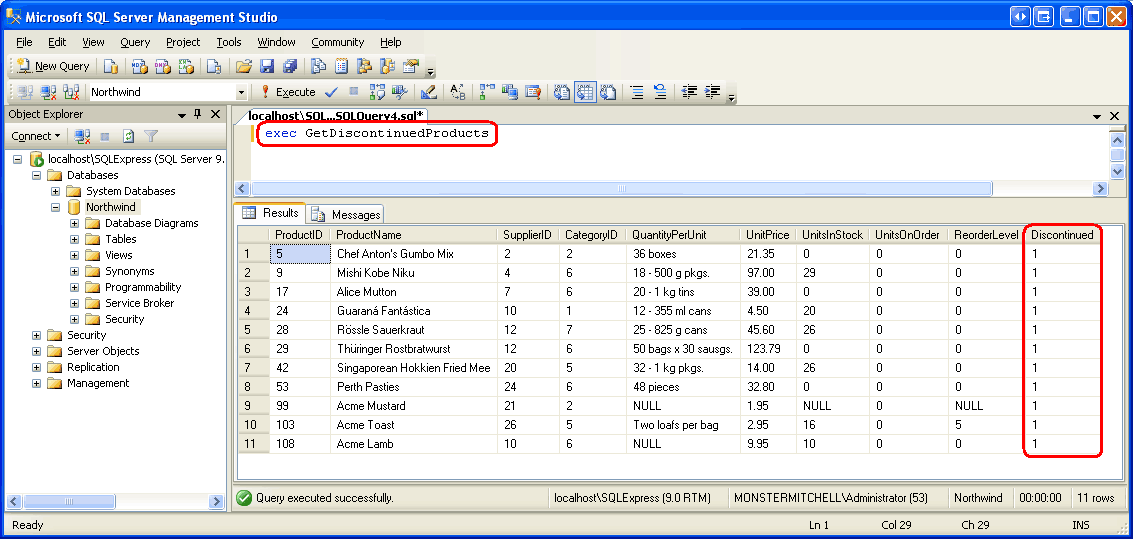 Microsoft SQL Server Management Studio
File Edit View Query Project Tools Window Community Help
New Query
Northwind Execute
Object Explorer
Connect
localhost\SQLExpress (SQL Server 9.
Databases
System Databases
Northwind
Database Diagrams
Tables
Views
Synonyms
Programmability
Service Broker
Security
Security
Server Objects
Replication
Management
localhost\SQL...SQLQuery4.sql*
exec GetDiscontinuedProducts
Results Messages
ProductID ProductName SupplierID CategoryID QuantityPerUnit UnitPrice UnitsInStock UnitsOnOrder ReorderLevel Discontinued
1 5 Chef Anton's Gumbo Mix 2 2 36 boxes 21.35 0 0 0 1
2 9 Mishi Kobe Niku 4 6 18 - 500 g pkgs. 97.00 29 0 0 1
3 17 Alice Mutton 7 6 20 - 1 kg tins 39.00 0 0 0 1
4 24 Guaraná Fantástica 10 1 12 - 355 ml cans 4.50 20 0 0 1
5 28 Rössle Sauerkraut 12 7 25 - 825 g cans 45.60 26 0 0 1
6 29 Thüringer Rostbratwurst 12 6 50 bags x 30 sausgs. 123.79 0 0 0 1
7 42 Singaporean Hokkien Fried Mee 20 5 32 - 1 kg pkgs. 14.00 26 0 0 1
8 53 Perth Pasties 24 6 48 pieces 32.80 0 0 0 1
9 99 Acme Mustard 21 2 NULL 1.95 NULL 0 NULL 1
10 103 Acme Toast 26 5 Two loafs per bag 2.95 16 0 5 1
11 108 Acme Lamb 10 6 NULL 9.95 10 0 0 1
Query executed successfully. localhost\SQLExpress (9.0 RTM) MONSTERMITCHELL\Administrator (53) Northwind 00:00:00 11 rows
Ready Ln 1 Col 29 Ch 29 INS